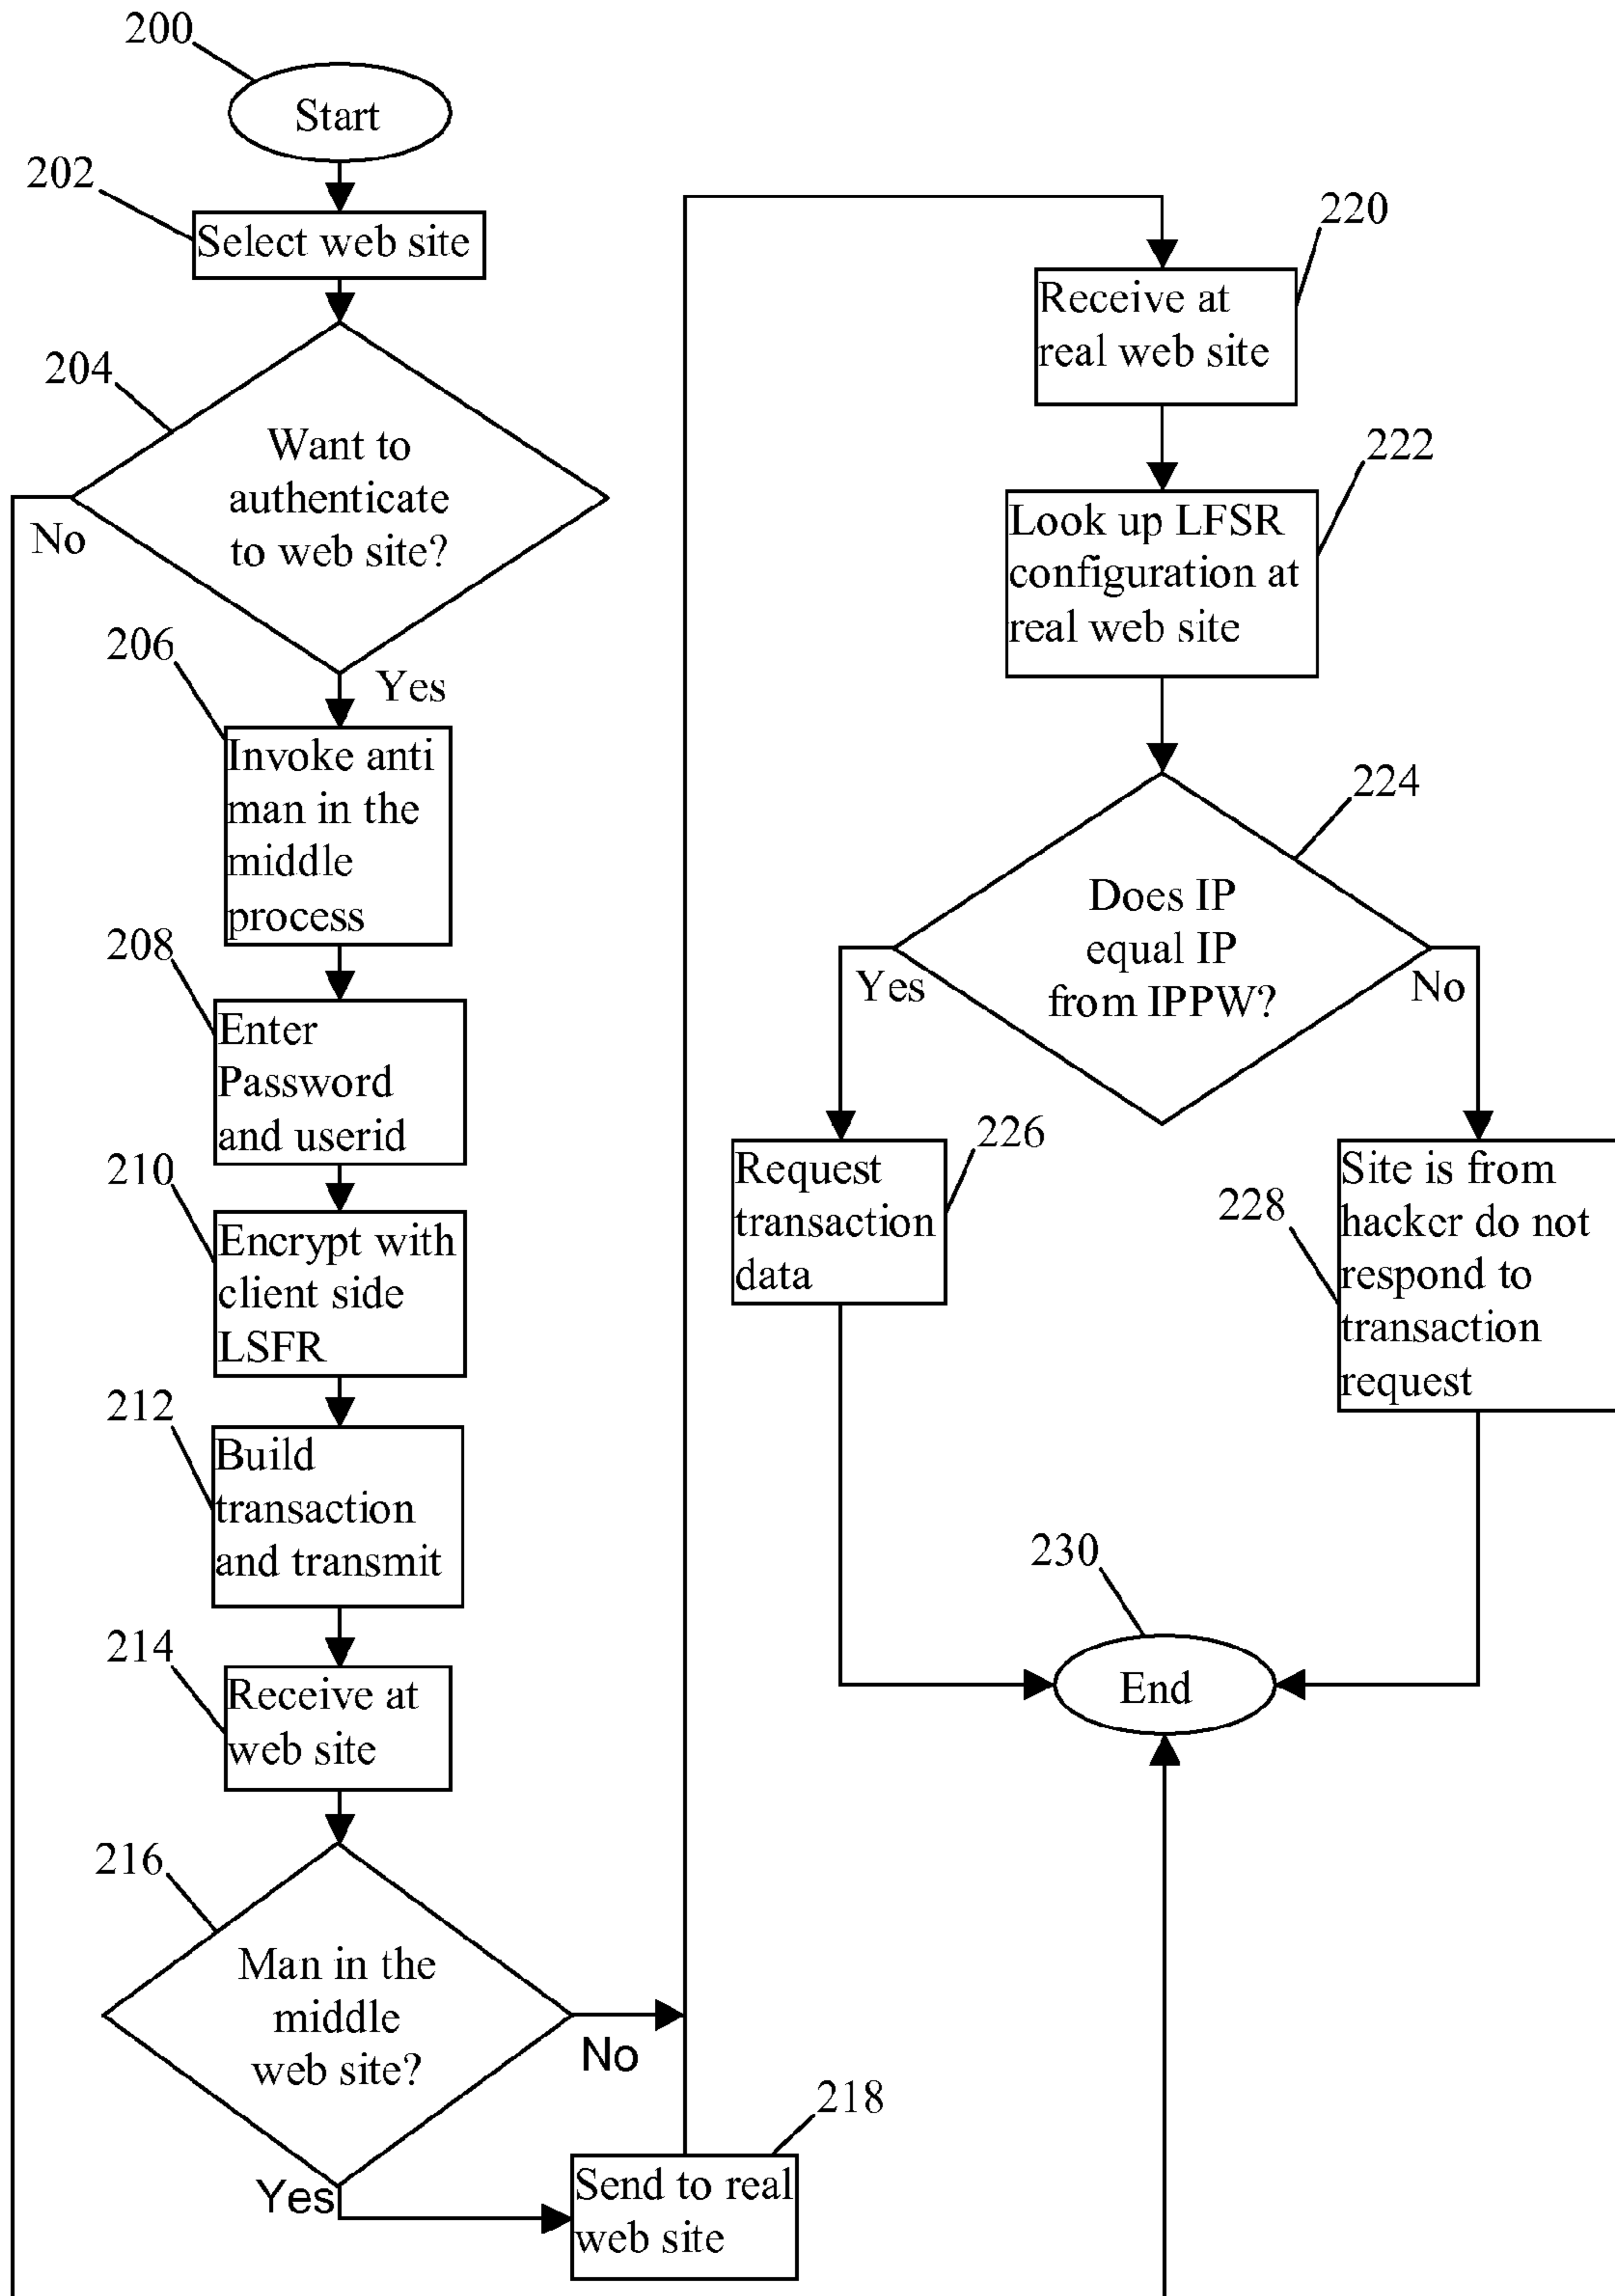 200
Start
202
Select web site
204
Want to
authenticate
to web site?
No
Yes
206
Invoke anti
man in the
middle
process
208
Enter
Password
and userid
210
Encrypt with
client side
LSFR
212
Build
transaction
and transmit
214
Receive at
web site
216
Man in the
middle
web site?
No
Yes
218
Send to real
web site
220
Receive at
real web site
222
Look up LFSR
configuration at
real web site
224
Does IP
equal IP
from IPPW?
Yes
No
226
Request
transaction
data
228
Site is from
hacker do not
respond to
transaction
request
230
End